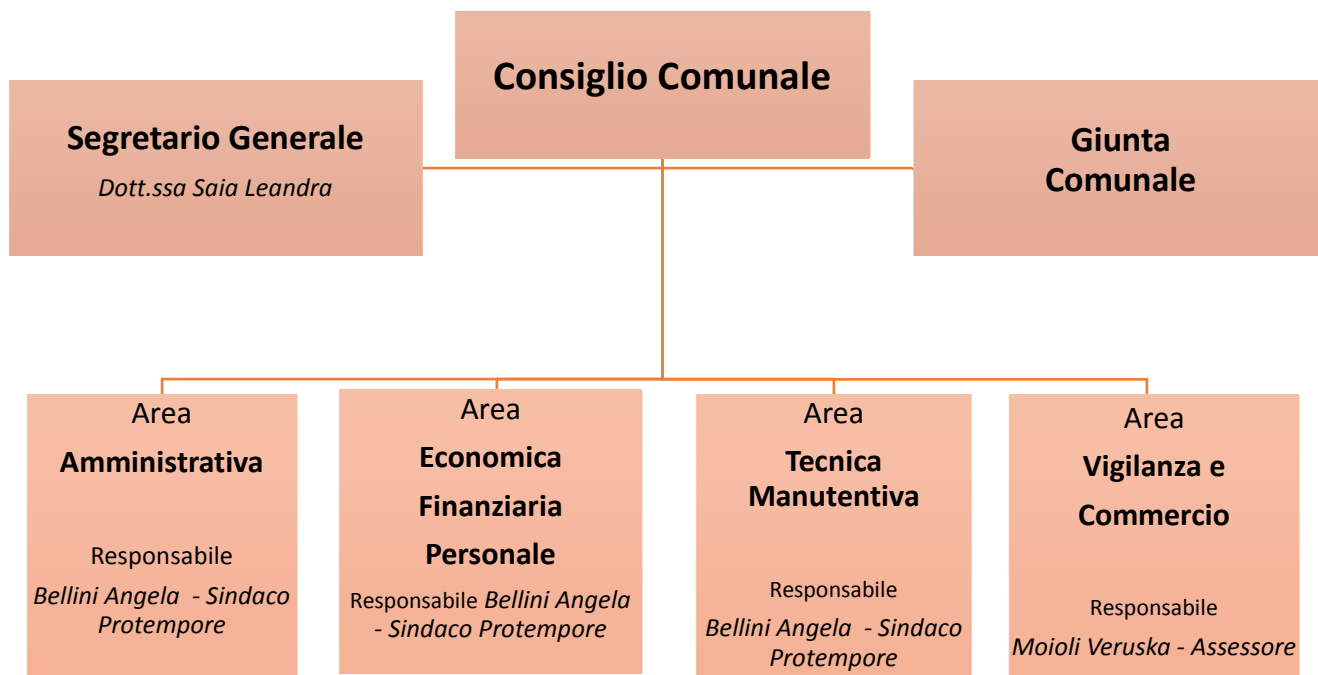 Consiglio Comunale
Segretario Generale
Dott.ssa Saia Leandra
Giunta
Comunale
Area
Amministrativa
Responsabile
Bellini Angela - Sindaco
Protempore
Area
Economica
Finanziaria
Personale
Responsabile Bellini Angela
- Sindaco Protempore
Area
Tecnica
Manutentiva
Responsabile
Bellini Angela - Sindaco
Protempore
Area
Vigilanza e
Commercio
Responsabile
Moioli Veruska - Assessore